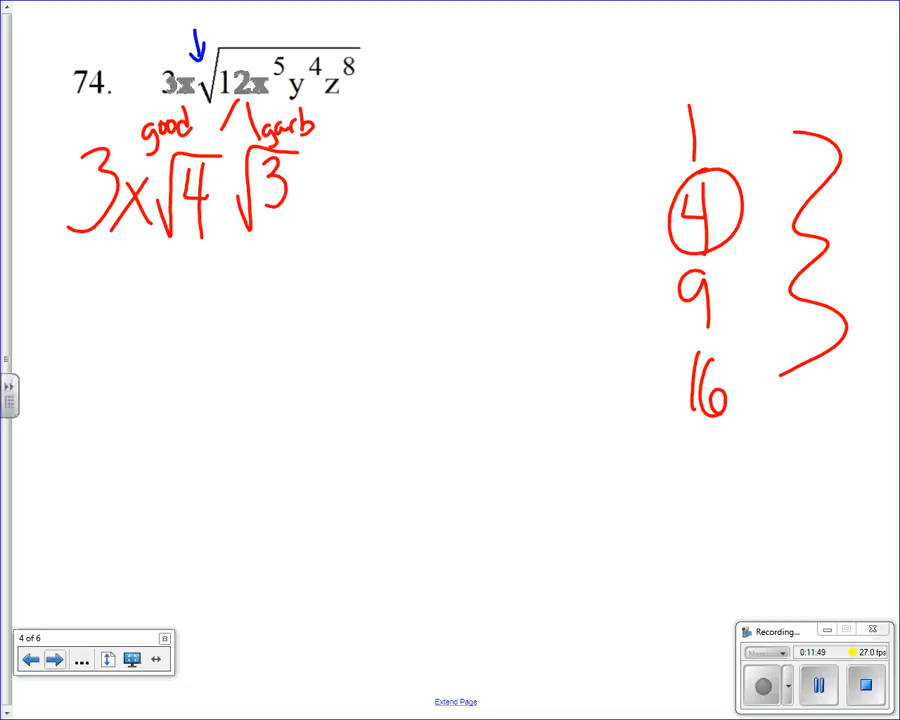 74. 3x√12x⁵y⁴z⁸
good garb
3x√4 √3
1
4
9
16
4 of 6
...
Recording...
0:11:49 27.0 fps
Extend Page